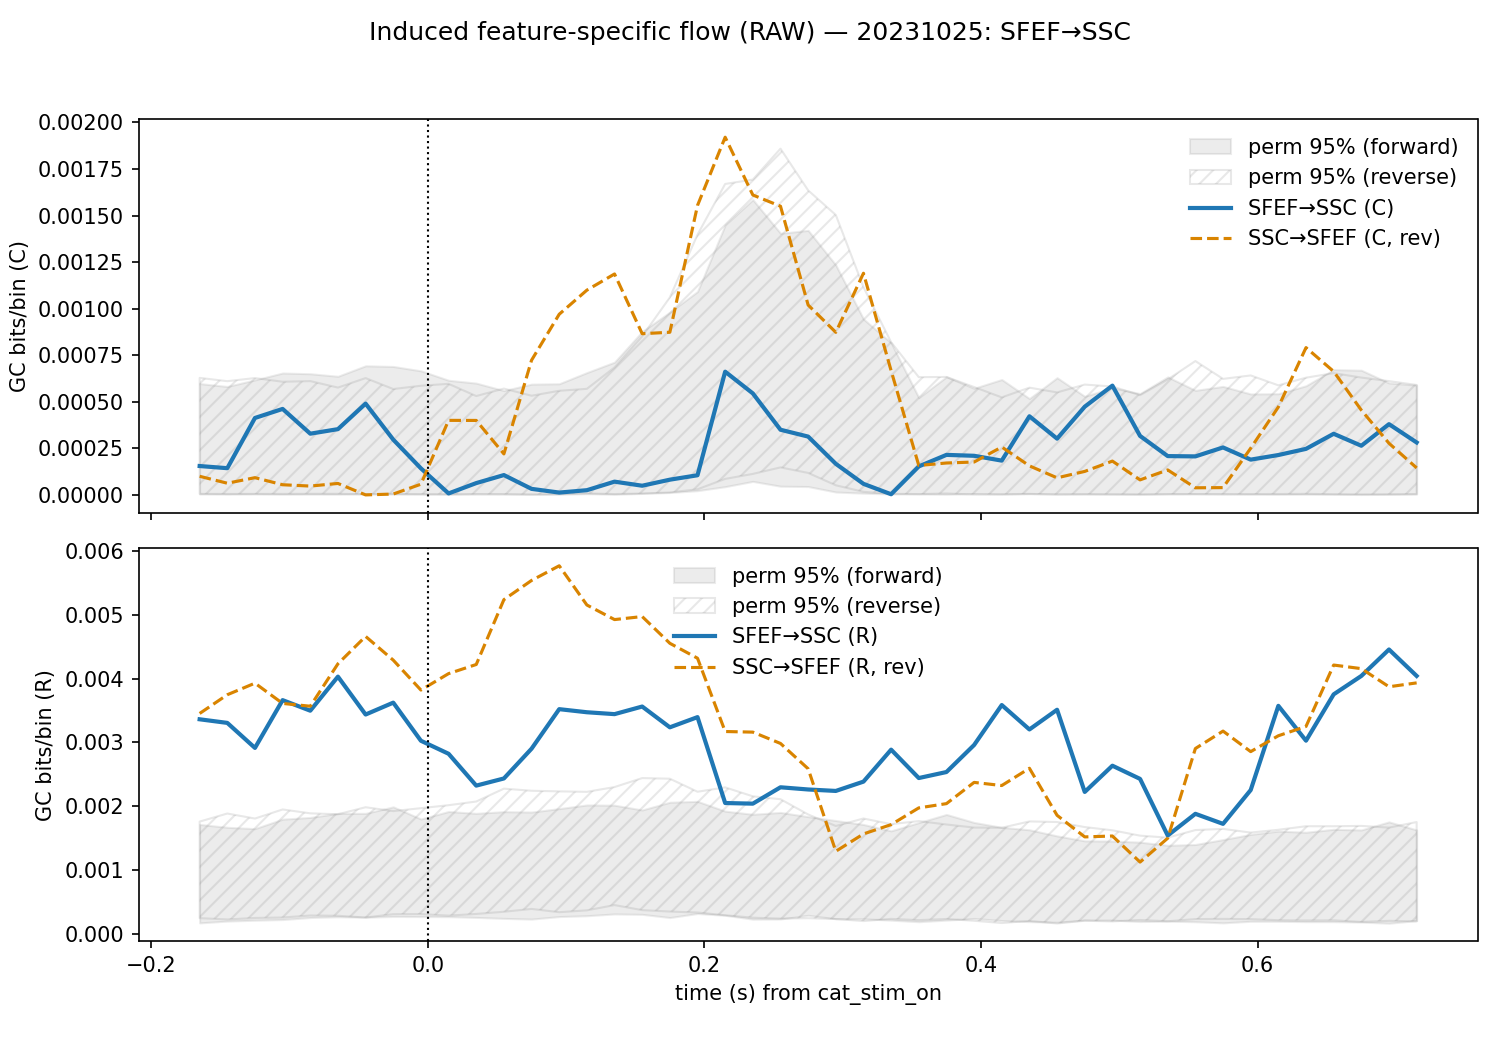 Induced feature-specific flow (RAW) — 20231025: SFEF→SSC
GC bits/bin (C)
0.00200
0.00175
0.00150
0.00125
0.00100
0.00075
0.00050
0.00025
0.00000
perm 95% (forward)
perm 95% (reverse)
SFEF→SSC (C)
SSC→SFEF (C, rev)
GC bits/bin (R)
0.006
0.005
0.004
0.003
0.002
0.001
0.000
perm 95% (forward)
perm 95% (reverse)
SFEF→SSC (R)
SSC→SFEF (R, rev)
−0.2 0.0 0.2 0.4 0.6
time (s) from cat_stim_on